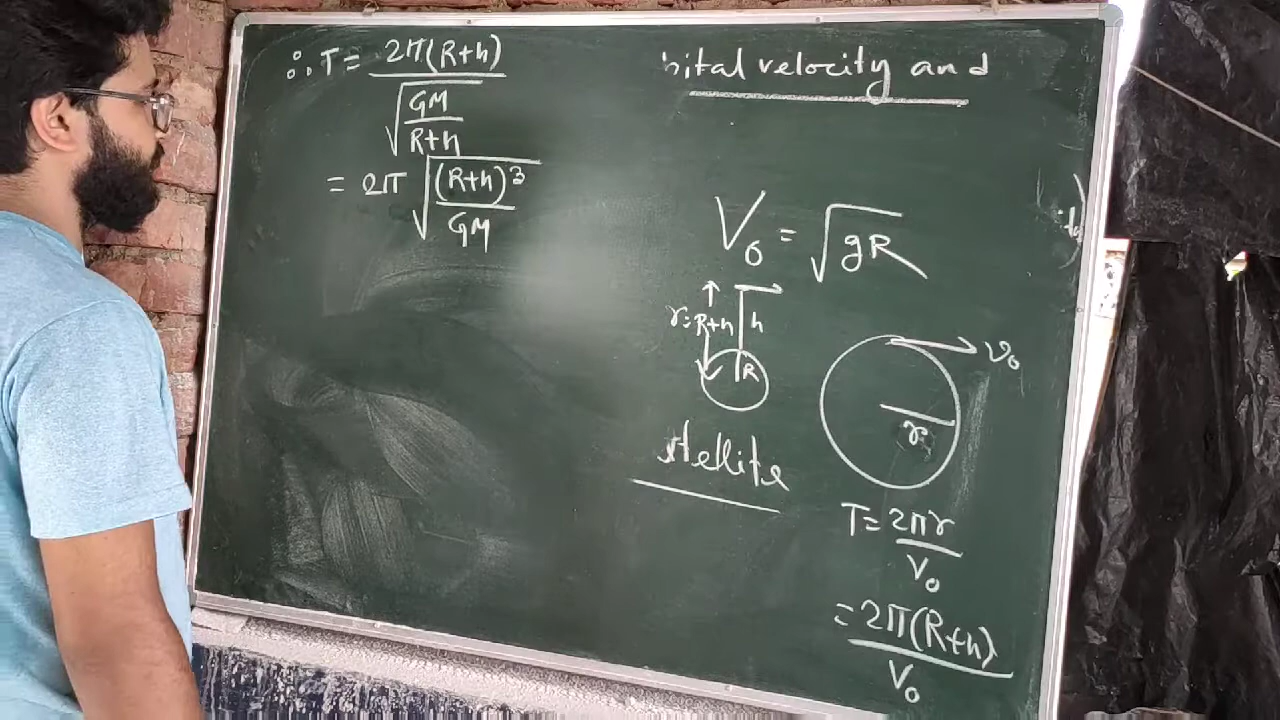 ∴ T = 2π(R+h) / √(GM / R+h)
= 2π √((R+h)³ / GM)
bital velocity and
V₀ = √gR
r = R+h
h
R
v₀
r
tellite
T = 2πr / V₀
= 2π(R+h) / V₀